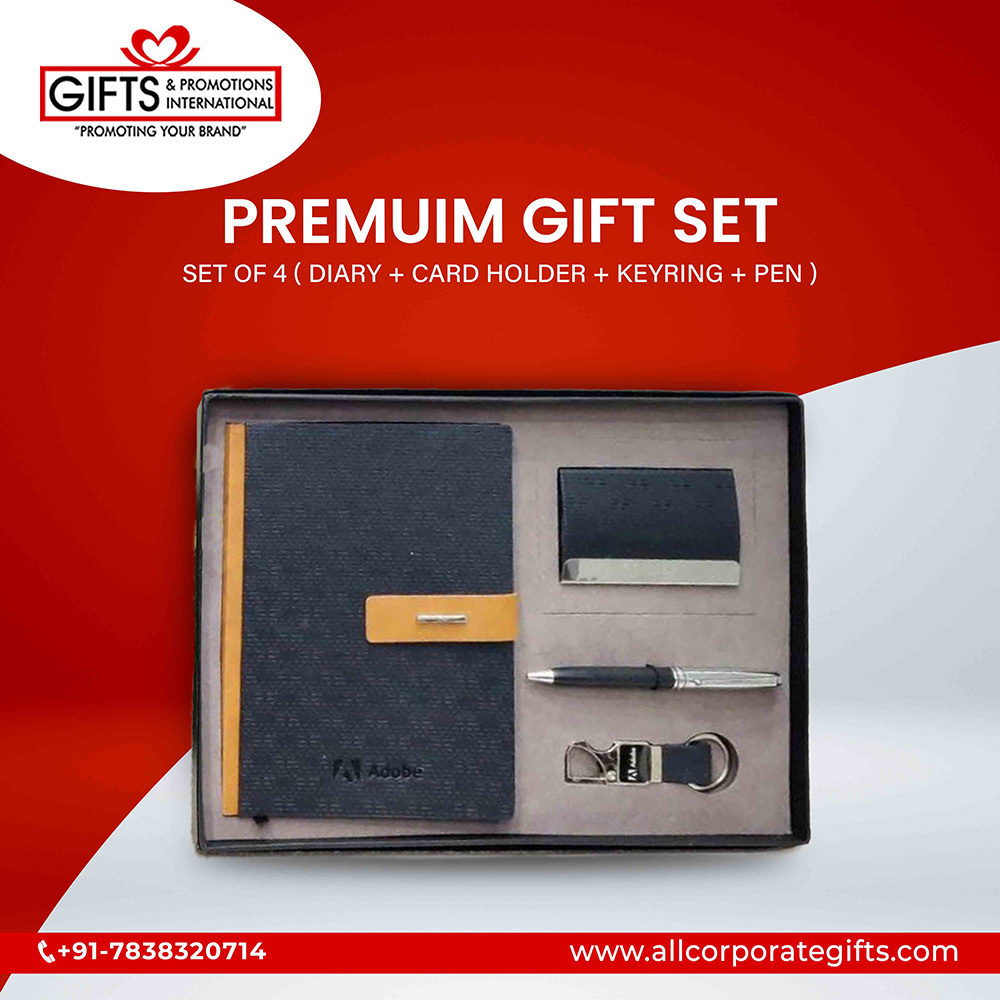 GIFTS & PROMOTIONS
INTERNATIONAL
"PROMOTING YOUR BRAND"
PREMUIM GIFT SET
SET OF 4 ( DIARY + CARD HOLDER + KEYRING + PEN )
Adobe
Adobe
+91-7838320714
www.allcorporategifts.com